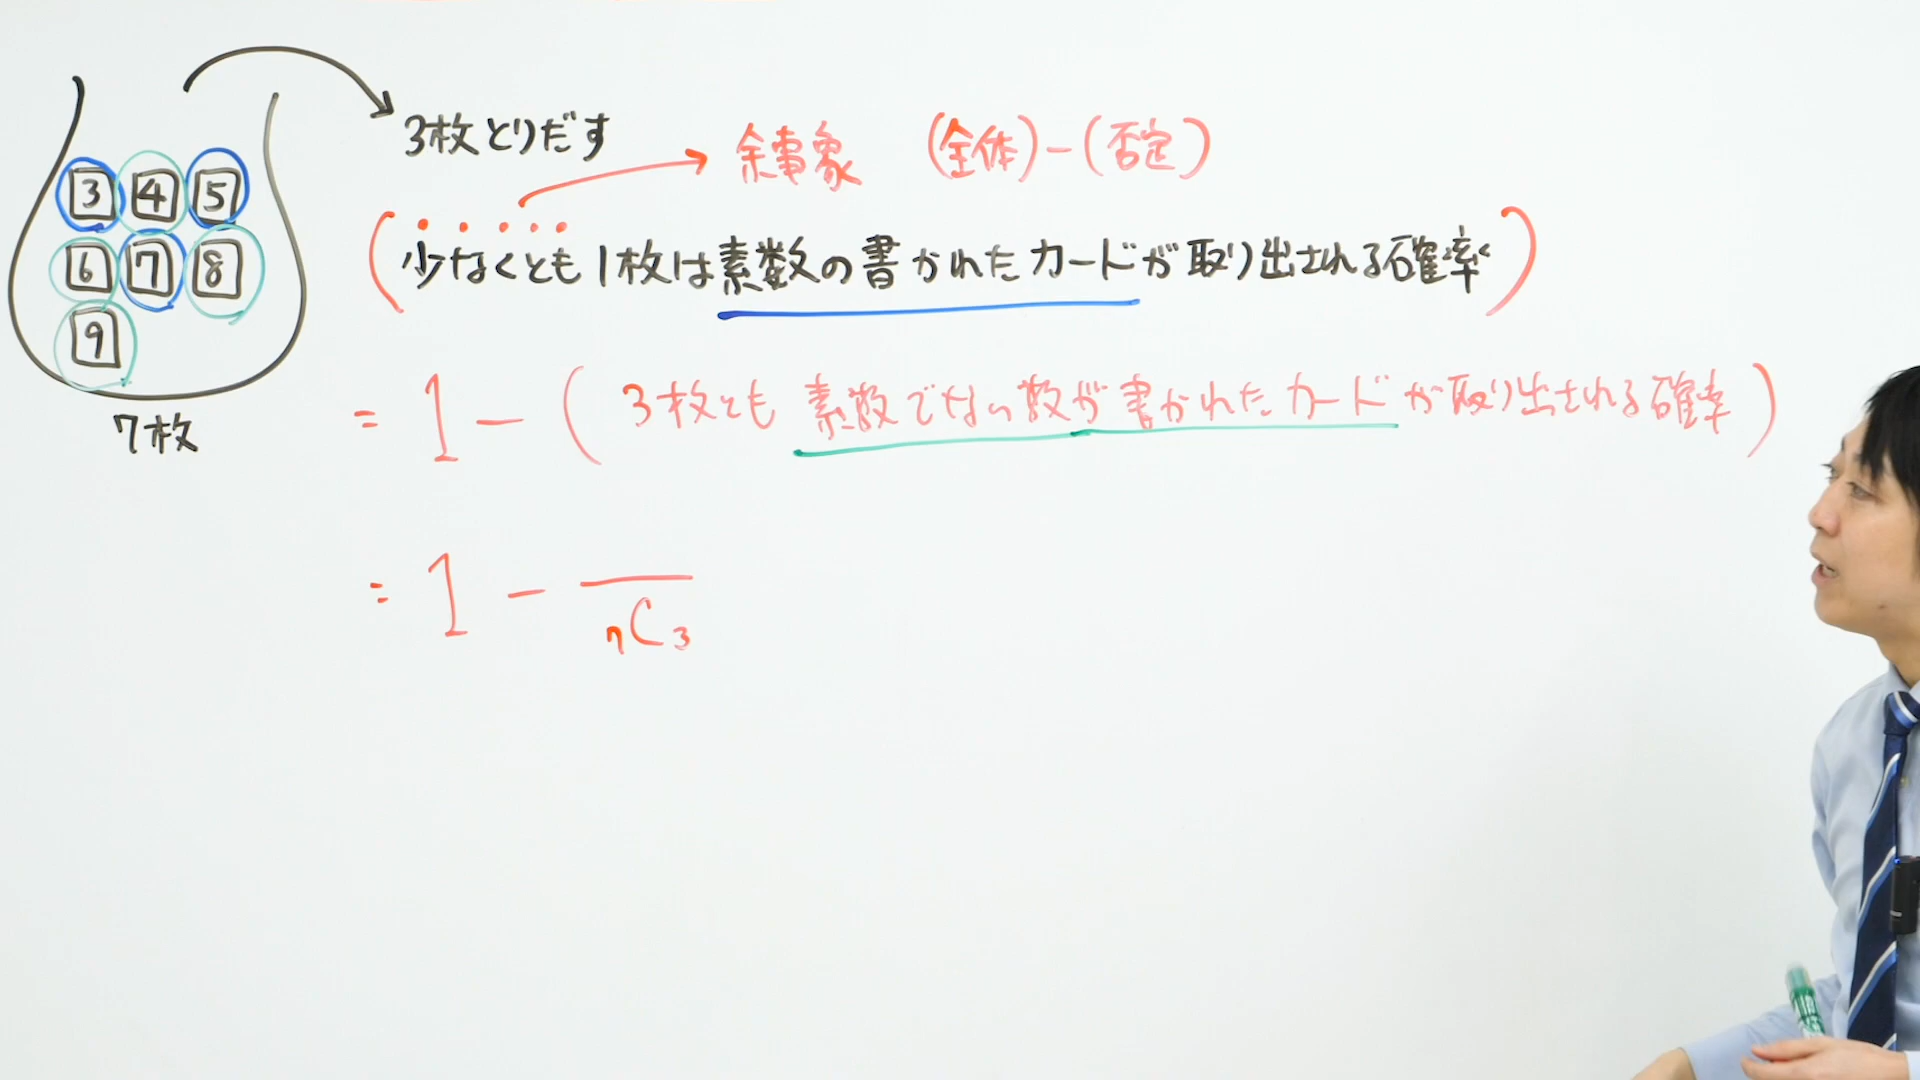 3枚とりだす
余事象 (全体)-(否定)
3 4 5
6 7 8
9
7枚
(少なくとも1枚は素数の書かれたカードが取り出される確率)
= 1 - (3枚とも素数でない数が書かれたカードが取り出される確率)
= 1 - ―
7C3